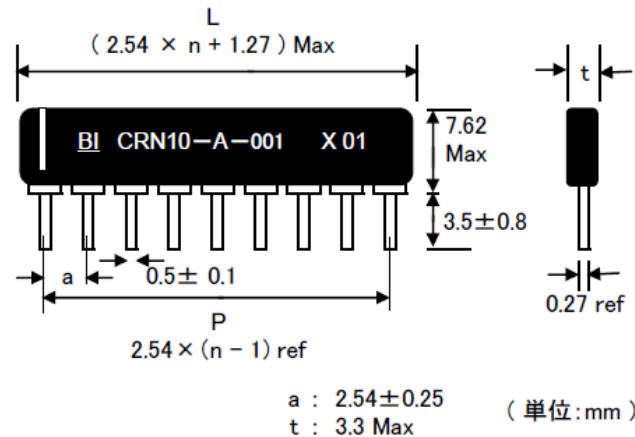 L
( 2.54 × n + 1.27 ) Max
t
BI CRN10-A-001 X 01
7.62
Max
3.5±0.8
a
0.5± 0.1
0.27 ref
P
2.54×(n - 1) ref
a : 2.54±0.25
t : 3.3 Max
(単位:mm)